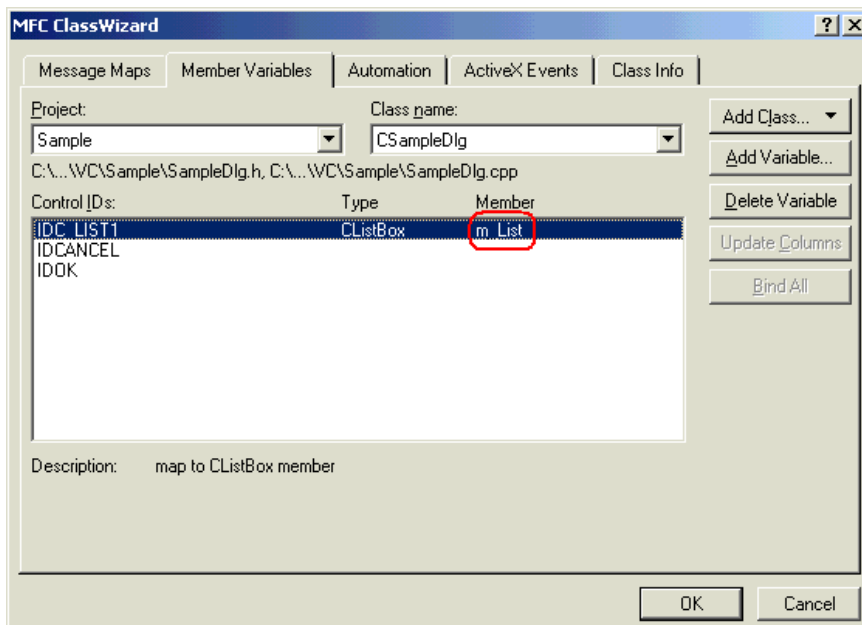 MFC ClassWizard
Message Maps Member Variables Automation ActiveX Events Class Info
Project: Class name:
Sample CSampleDlg
Add Class...
C:\...\VC\Sample\SampleDlg.h, C:\...\VC\Sample\SampleDlg.cpp
Add Variable...
Control IDs: Type Member
Delete Variable
IDC_LIST1 CListBox m_List
Update Columns
IDCANCEL
IDOK
Bind All
Description: map to CListBox member
OK Cancel